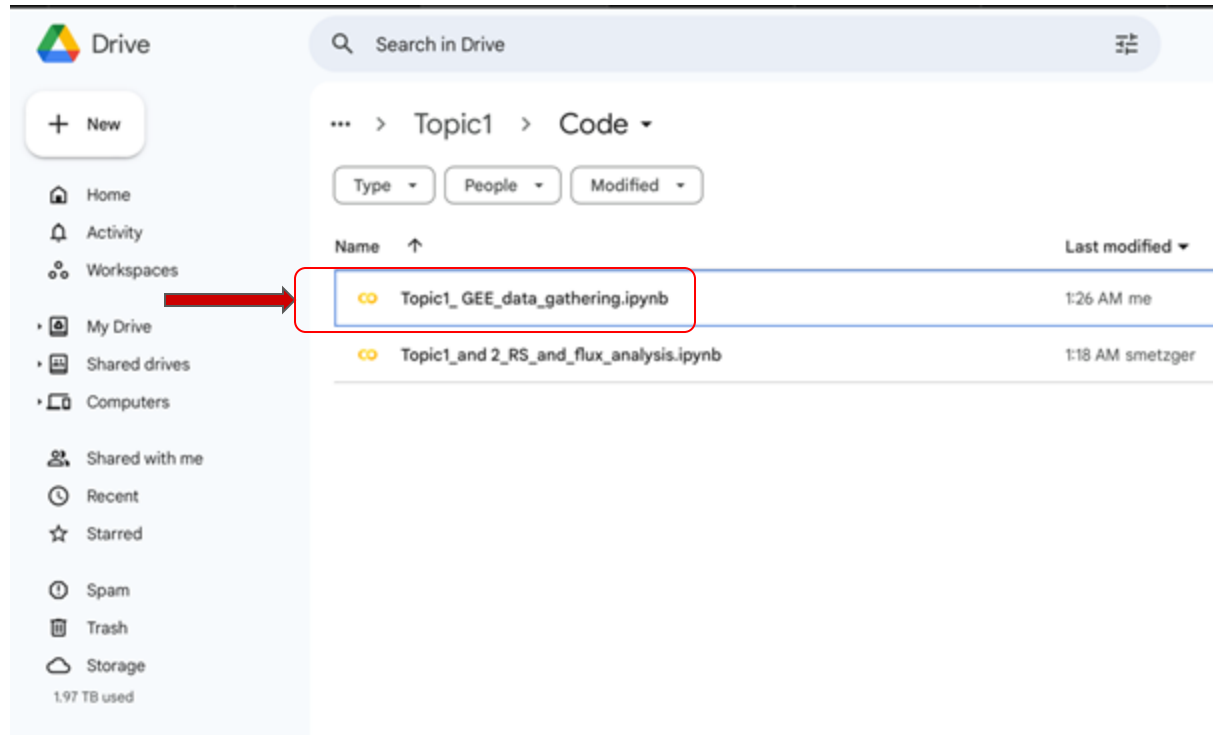 Drive
Search in Drive
New
... > Topic1 > Code
Type People Modified
Home
Activity
Workspaces
My Drive
Shared drives
Computers
Shared with me
Recent
Starred
Spam
Trash
Storage
1.97 TB used
Name Last modified
Topic1_ GEE_data_gathering.ipynb 1:26 AM me
Topic1_and 2_RS_and_flux_analysis.ipynb 1:18 AM smetzger